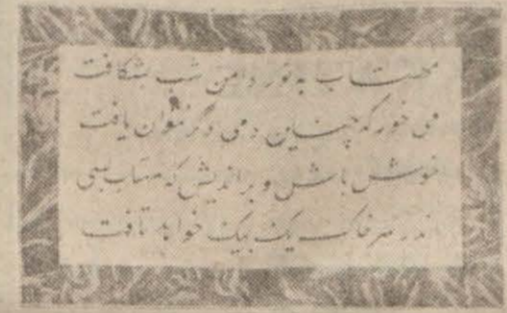 مهتاب به نور دامن شب بشکافت
می خور که چنین دمی دگر نتوان یافت
خوش باش و براندیش که مهتاب بسی
اندر سر خاک یک بیک خواهد تافت